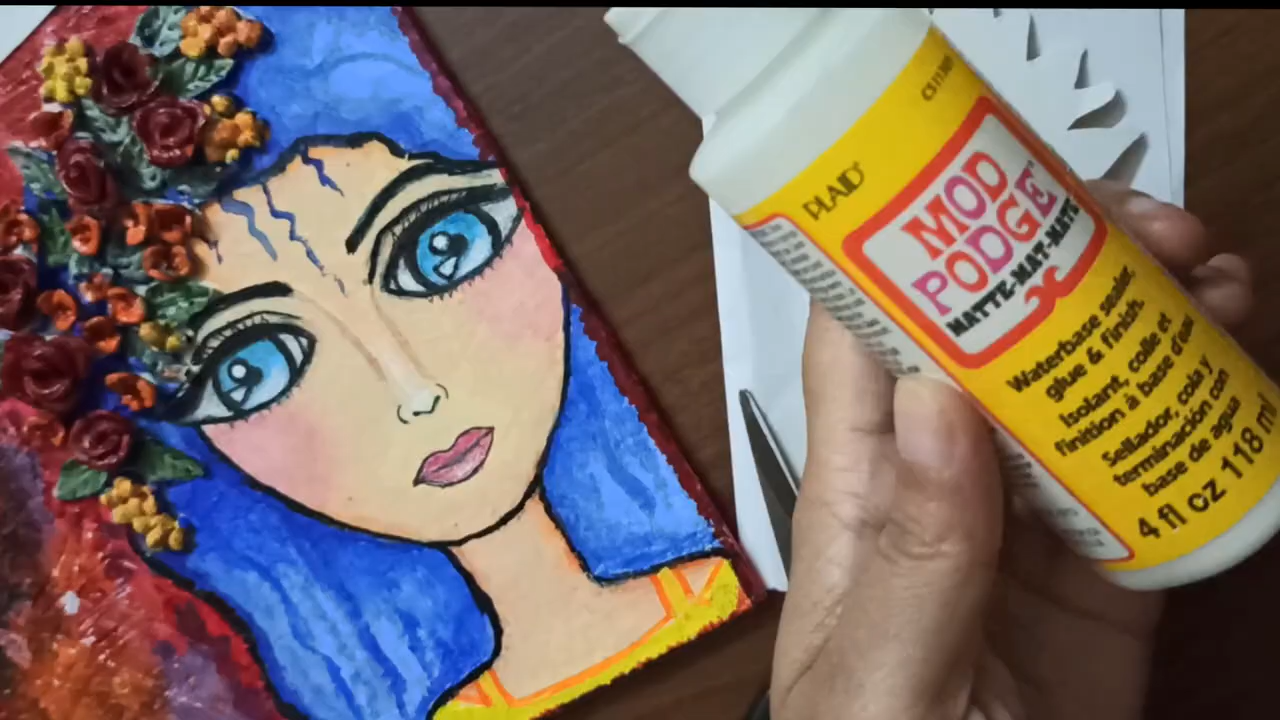 CS11301
PLAID®
MOD
PODGE®
MATTE-MAT-MATE
Waterbase sealer,
glue & finish.
Isolant, colle et
finition à base d'eau
Sellador, cola y
terminación con
base de agua
4 fl oz 118 ml